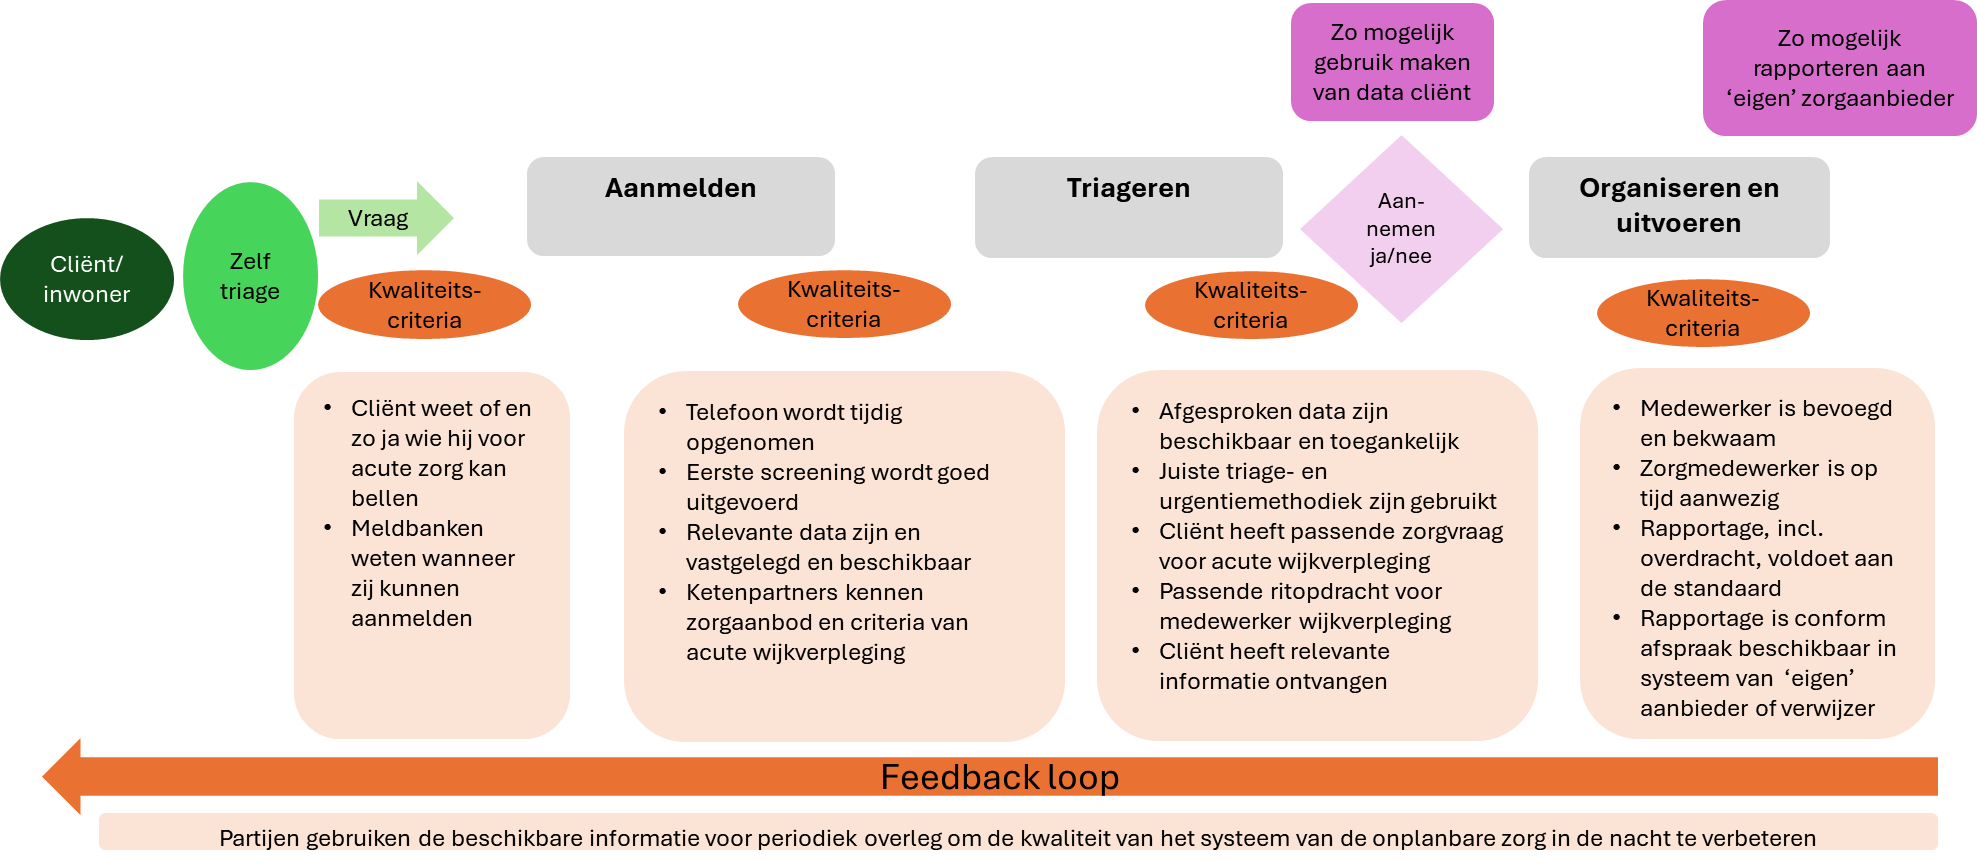 Zo mogelijk
gebruik maken
van data cliënt
Zo mogelijk
rapporteren aan
‘eigen’ zorgaanbieder
Cliënt/
inwoner
Zelf
triage
Vraag
Aanmelden
Triageren
Aan-
nemen
ja/nee
Organiseren en
uitvoeren
Kwaliteits-
criteria
Kwaliteits-
criteria
Kwaliteits-
criteria
Kwaliteits-
criteria
• Cliënt weet of en
zo ja wie hij voor
acute zorg kan
bellen
• Meldbanken
weten wanneer
zij kunnen
aanmelden
• Telefoon wordt tijdig
opgenomen
• Eerste screening wordt goed
uitgevoerd
• Relevante data zijn en
vastgelegd en beschikbaar
• Ketenpartners kennen
zorgaanbod en criteria van
acute wijkverpleging
• Afgesproken data zijn
beschikbaar en toegankelijk
• Juiste triage- en
urgentiemethodiek zijn gebruikt
• Cliënt heeft passende zorgvraag
voor acute wijkverpleging
• Passende ritopdracht voor
medewerker wijkverpleging
• Cliënt heeft relevante
informatie ontvangen
• Medewerker is bevoegd
en bekwaam
• Zorgmedewerker is op
tijd aanwezig
• Rapportage, incl.
overdracht, voldoet aan
de standaard
• Rapportage is conform
afspraak beschikbaar in
systeem van ‘eigen’
aanbieder of verwijzer
Feedback loop
Partijen gebruiken de beschikbare informatie voor periodiek overleg om de kwaliteit van het systeem van de onplanbare zorg in de nacht te verbeteren